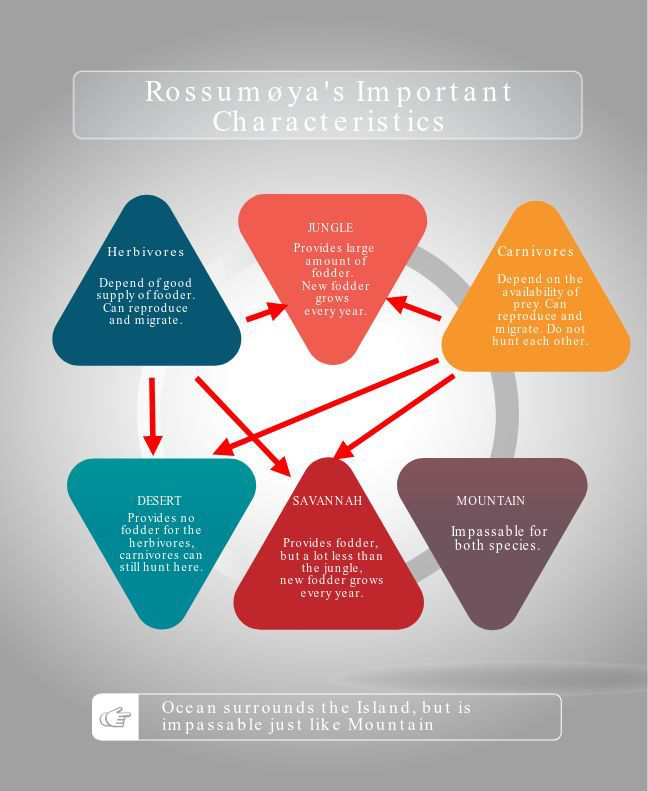 Rossumøya's Important
Characteristics
Herbivores
Depend of good
supply of fooder.
Can reproduce
and migrate.
JUNGLE
Provides large
amount of
fodder.
New fodder
grows
every year.
Carnivores
Depend on the
availability of
prey. Can
reproduce and
migrate. Do not
hunt each other.
DESERT
Provides no
fodder for the
herbivores,
carnivores can
still hunt here.
SAVANNAH
Provides fodder,
but a lot less than
the jungle,
new fodder grows
every year.
MOUNTAIN
Impassable for
both species.
Ocean surrounds the Island, but is
impassable just like Mountain